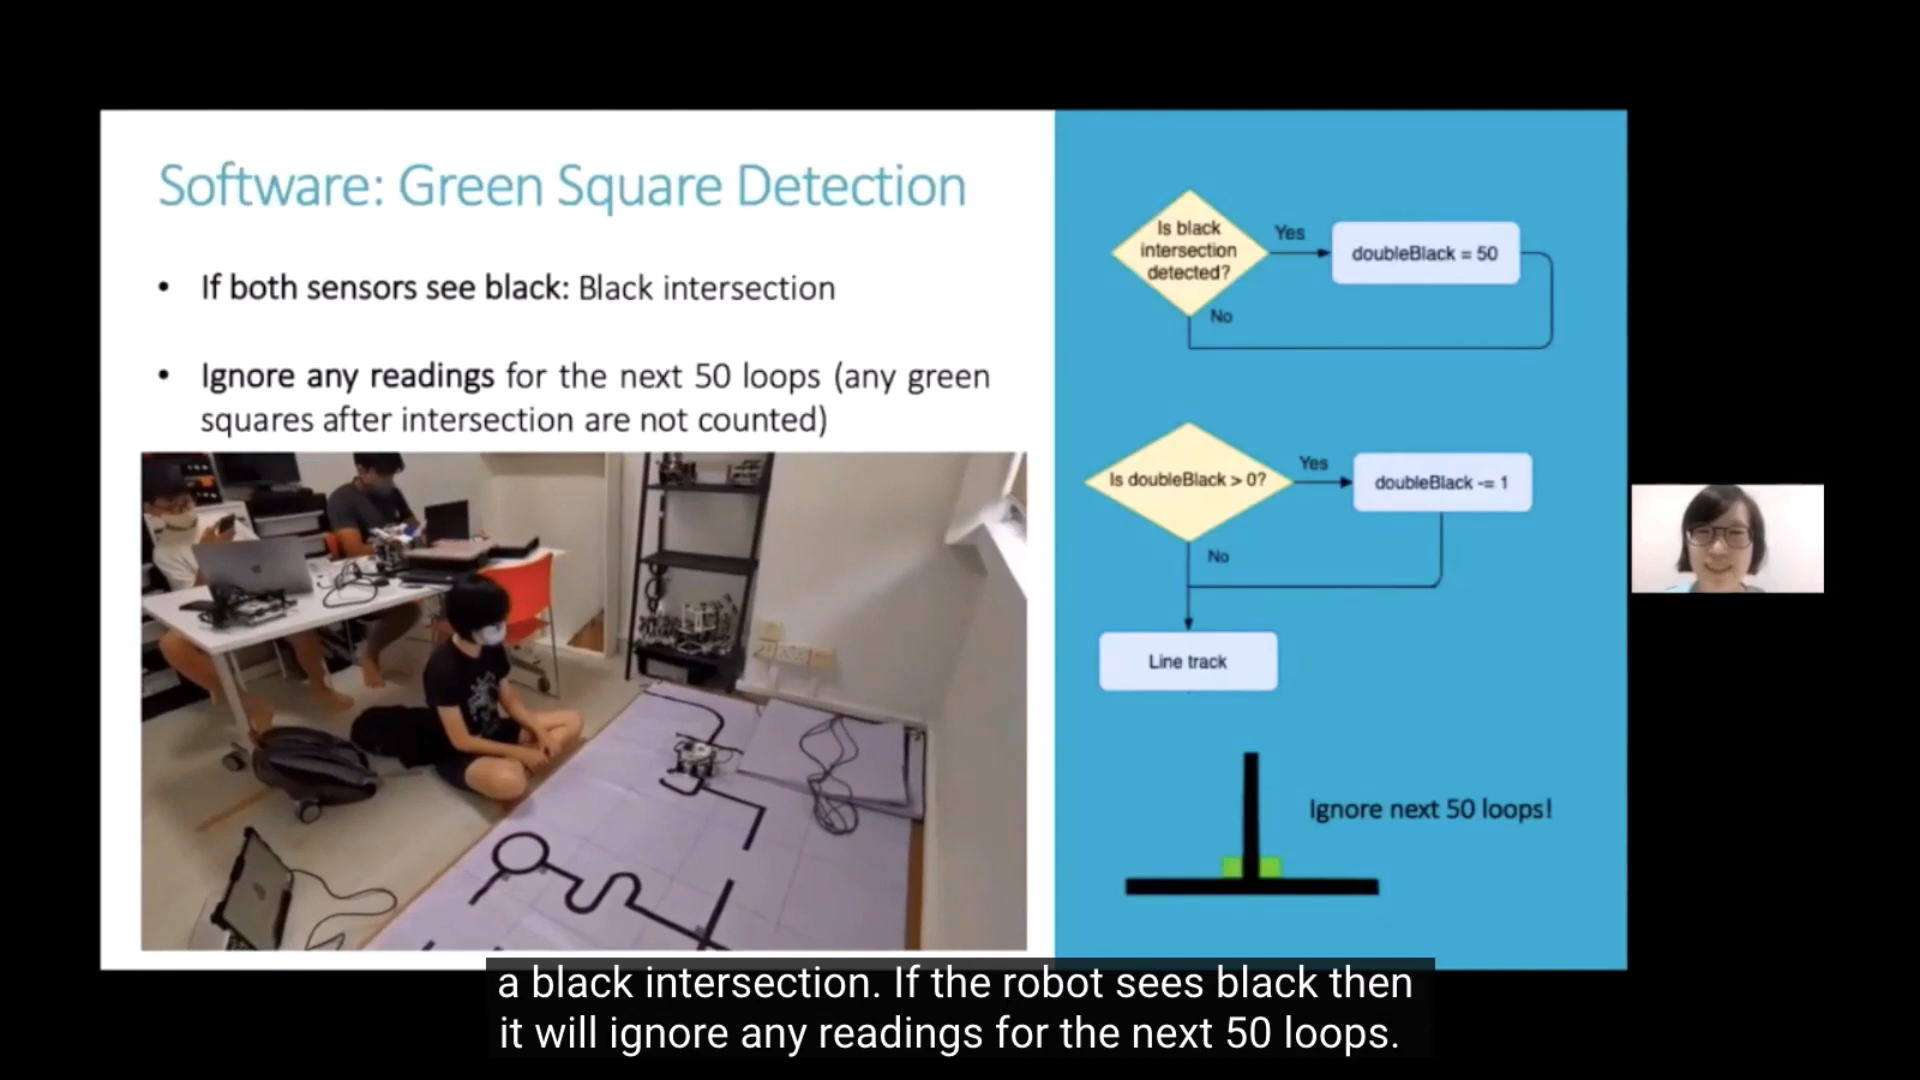 Software: Green Square Detection
• If both sensors see black: Black intersection
• Ignore any readings for the next 50 loops (any green
squares after intersection are not counted)
Is black
intersection
detected?
Yes
doubleBlack = 50
No
Is doubleBlack > 0?
Yes
doubleBlack -= 1
No
Line track
Ignore next 50 loops!
a black intersection. If the robot sees black then
it will ignore any readings for the next 50 loops.